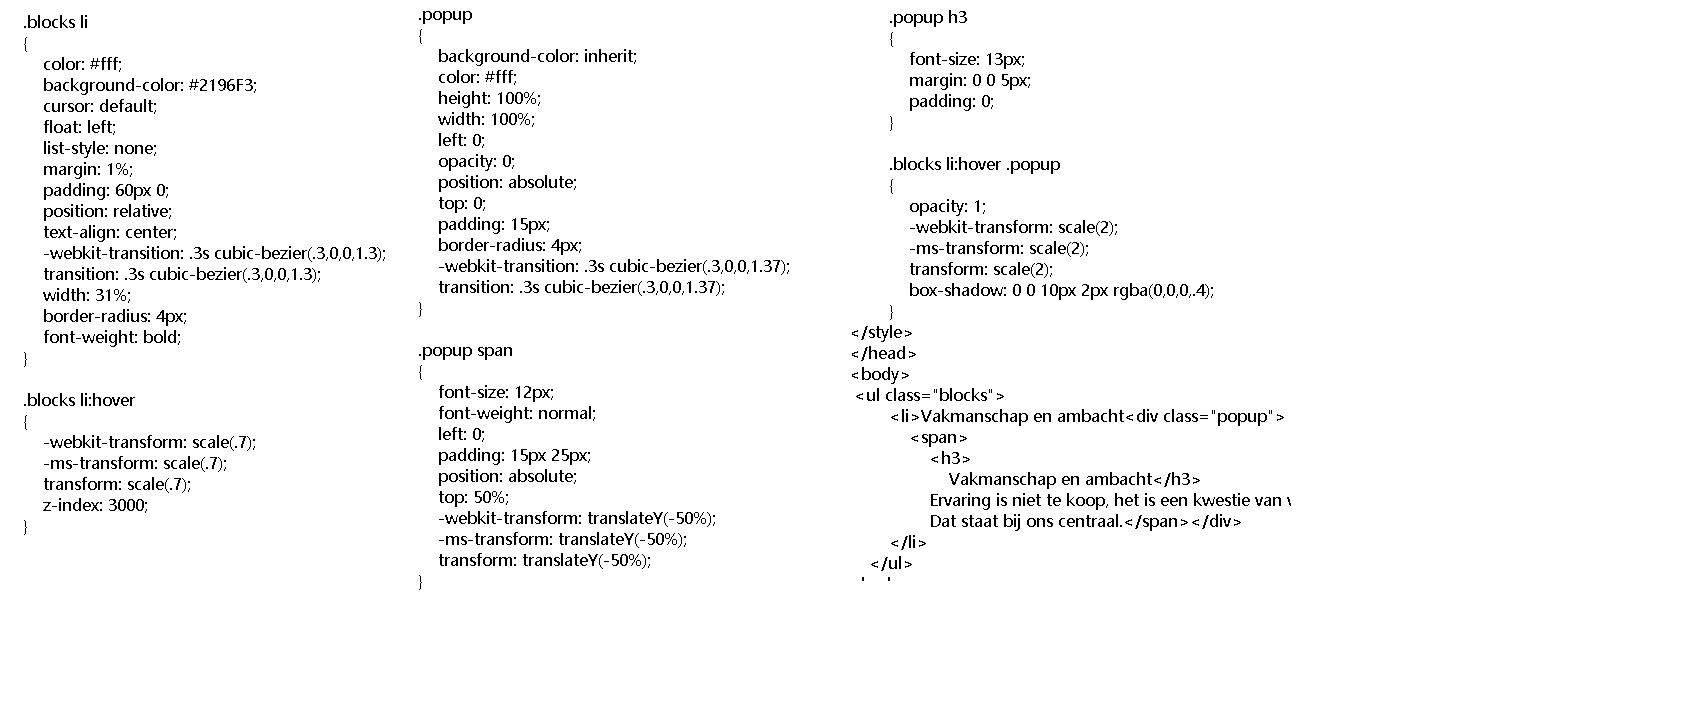 .blocks li
{
color: #fff;
background-color: #2196F3;
cursor: default;
float: left;
list-style: none;
margin: 1%;
padding: 60px 0;
position: relative;
text-align: center;
-webkit-transition: .3s cubic-bezier(.3,0,0,1.3);
transition: .3s cubic-bezier(.3,0,0,1.3);
width: 31%;
border-radius: 4px;
font-weight: bold;
}
.blocks li:hover
{
-webkit-transform: scale(.7);
-ms-transform: scale(.7);
transform: scale(.7);
z-index: 3000;
}
.popup
{
background-color: inherit;
color: #fff;
height: 100%;
width: 100%;
left: 0;
opacity: 0;
position: absolute;
top: 0;
padding: 15px;
border-radius: 4px;
-webkit-transition: .3s cubic-bezier(.3,0,0,1.37);
transition: .3s cubic-bezier(.3,0,0,1.37);
}
.popup span
{
font-size: 12px;
font-weight: normal;
left: 0;
padding: 15px 25px;
position: absolute;
top: 50%;
-webkit-transform: translateY(-50%);
-ms-transform: translateY(-50%);
transform: translateY(-50%);
}
.popup h3
{
font-size: 13px;
margin: 0 0 5px;
padding: 0;
}
.blocks li:hover .popup
{
opacity: 1;
-webkit-transform: scale(2);
-ms-transform: scale(2);
transform: scale(2);
box-shadow: 0 0 10px 2px rgba(0,0,0,.4);
}
</style>
</head>
<body>
<ul class="blocks">
<li>Vakmanschap en ambacht<div class="popup">
<span>
<h3>
Vakmanschap en ambacht</h3>
Ervaring is niet te koop, het is een kwestie van
Dat staat bij ons centraal.</span></div>
</li>
</ul>